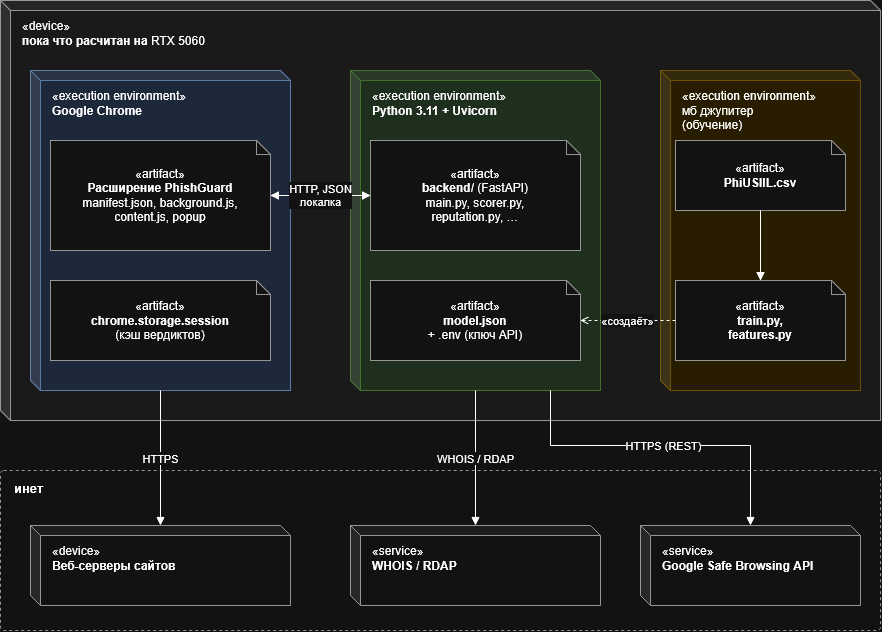 «device»
пока что расчитан на RTX 5060
«execution environment»
Google Chrome
«artifact»
Расширение PhishGuard
manifest.json, background.js,
content.js, popup
«artifact»
chrome.storage.session
(кэш вердиктов)
HTTP, JSON
локалка
«execution environment»
Python 3.11 + Uvicorn
«artifact»
backend/ (FastAPI)
main.py, scorer.py,
reputation.py, ...
«artifact»
model.json
+ .env (ключ API)
«создаёт»
«execution environment»
мб джупитер
(обучение)
«artifact»
PhiUSIIL.csv
«artifact»
train.py,
features.py
HTTPS
WHOIS / RDAP
HTTPS (REST)
инет
«device»
Веб-серверы сайтов
«service»
WHOIS / RDAP
«service»
Google Safe Browsing API